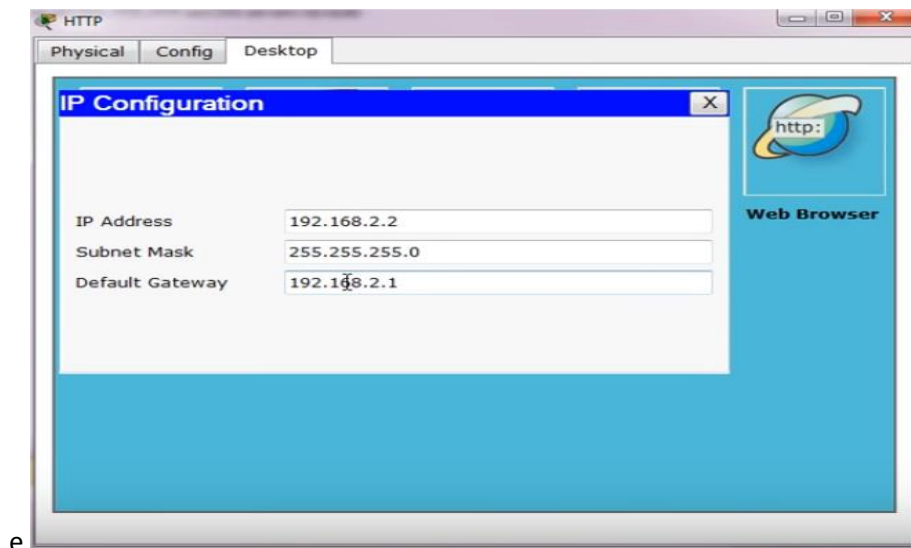 HTTP
Physical Config Desktop
IP Configuration X
http:
IP Address 192.168.2.2
Web Browser
Subnet Mask 255.255.255.0
Default Gateway 192.168.2.1
e